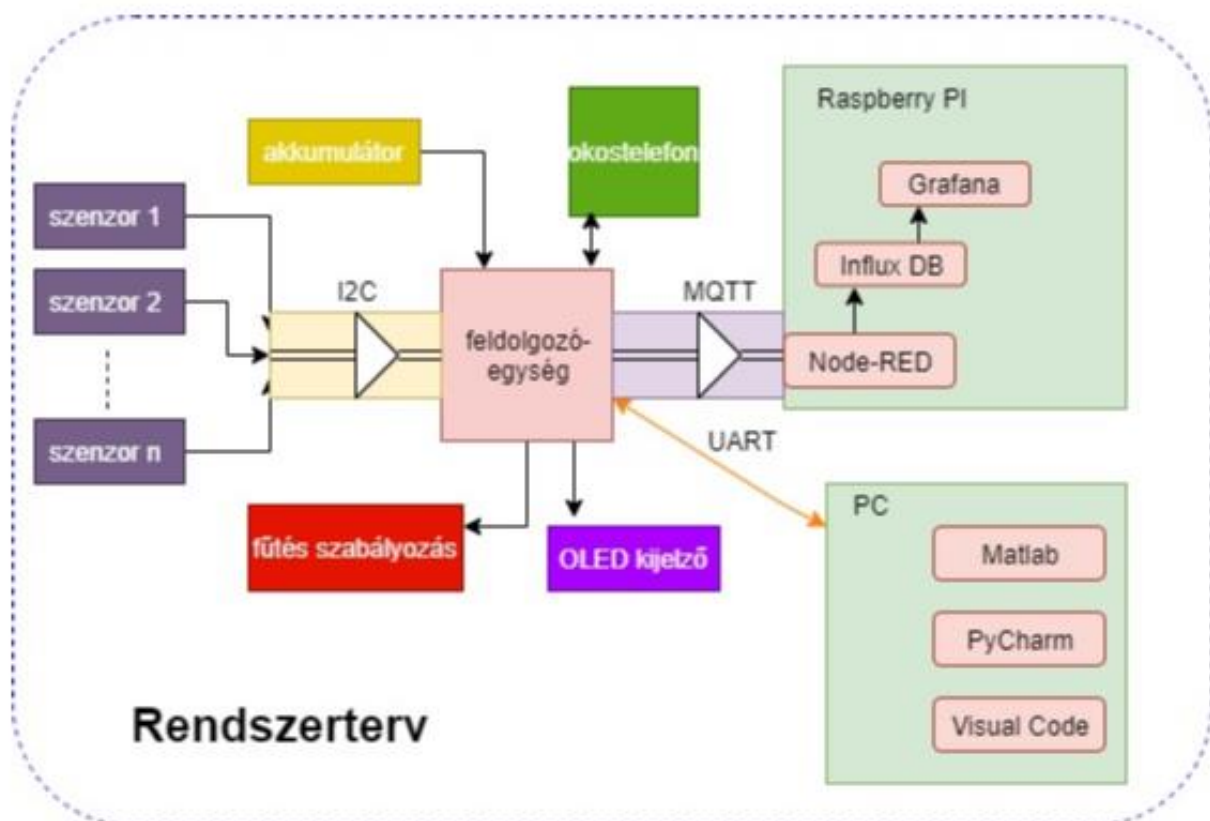 Raspberry PI
akkumulátor
okostelefon
Grafana
szenzor 1
szenzor 2
I2C
MQTT
Influx DB
feldolgozó-
egység
Node-RED
szenzor n
UART
PC
fűtés szabályozás
OLED kijelző
Matlab
PyCharm
Visual Code
Rendszerterv